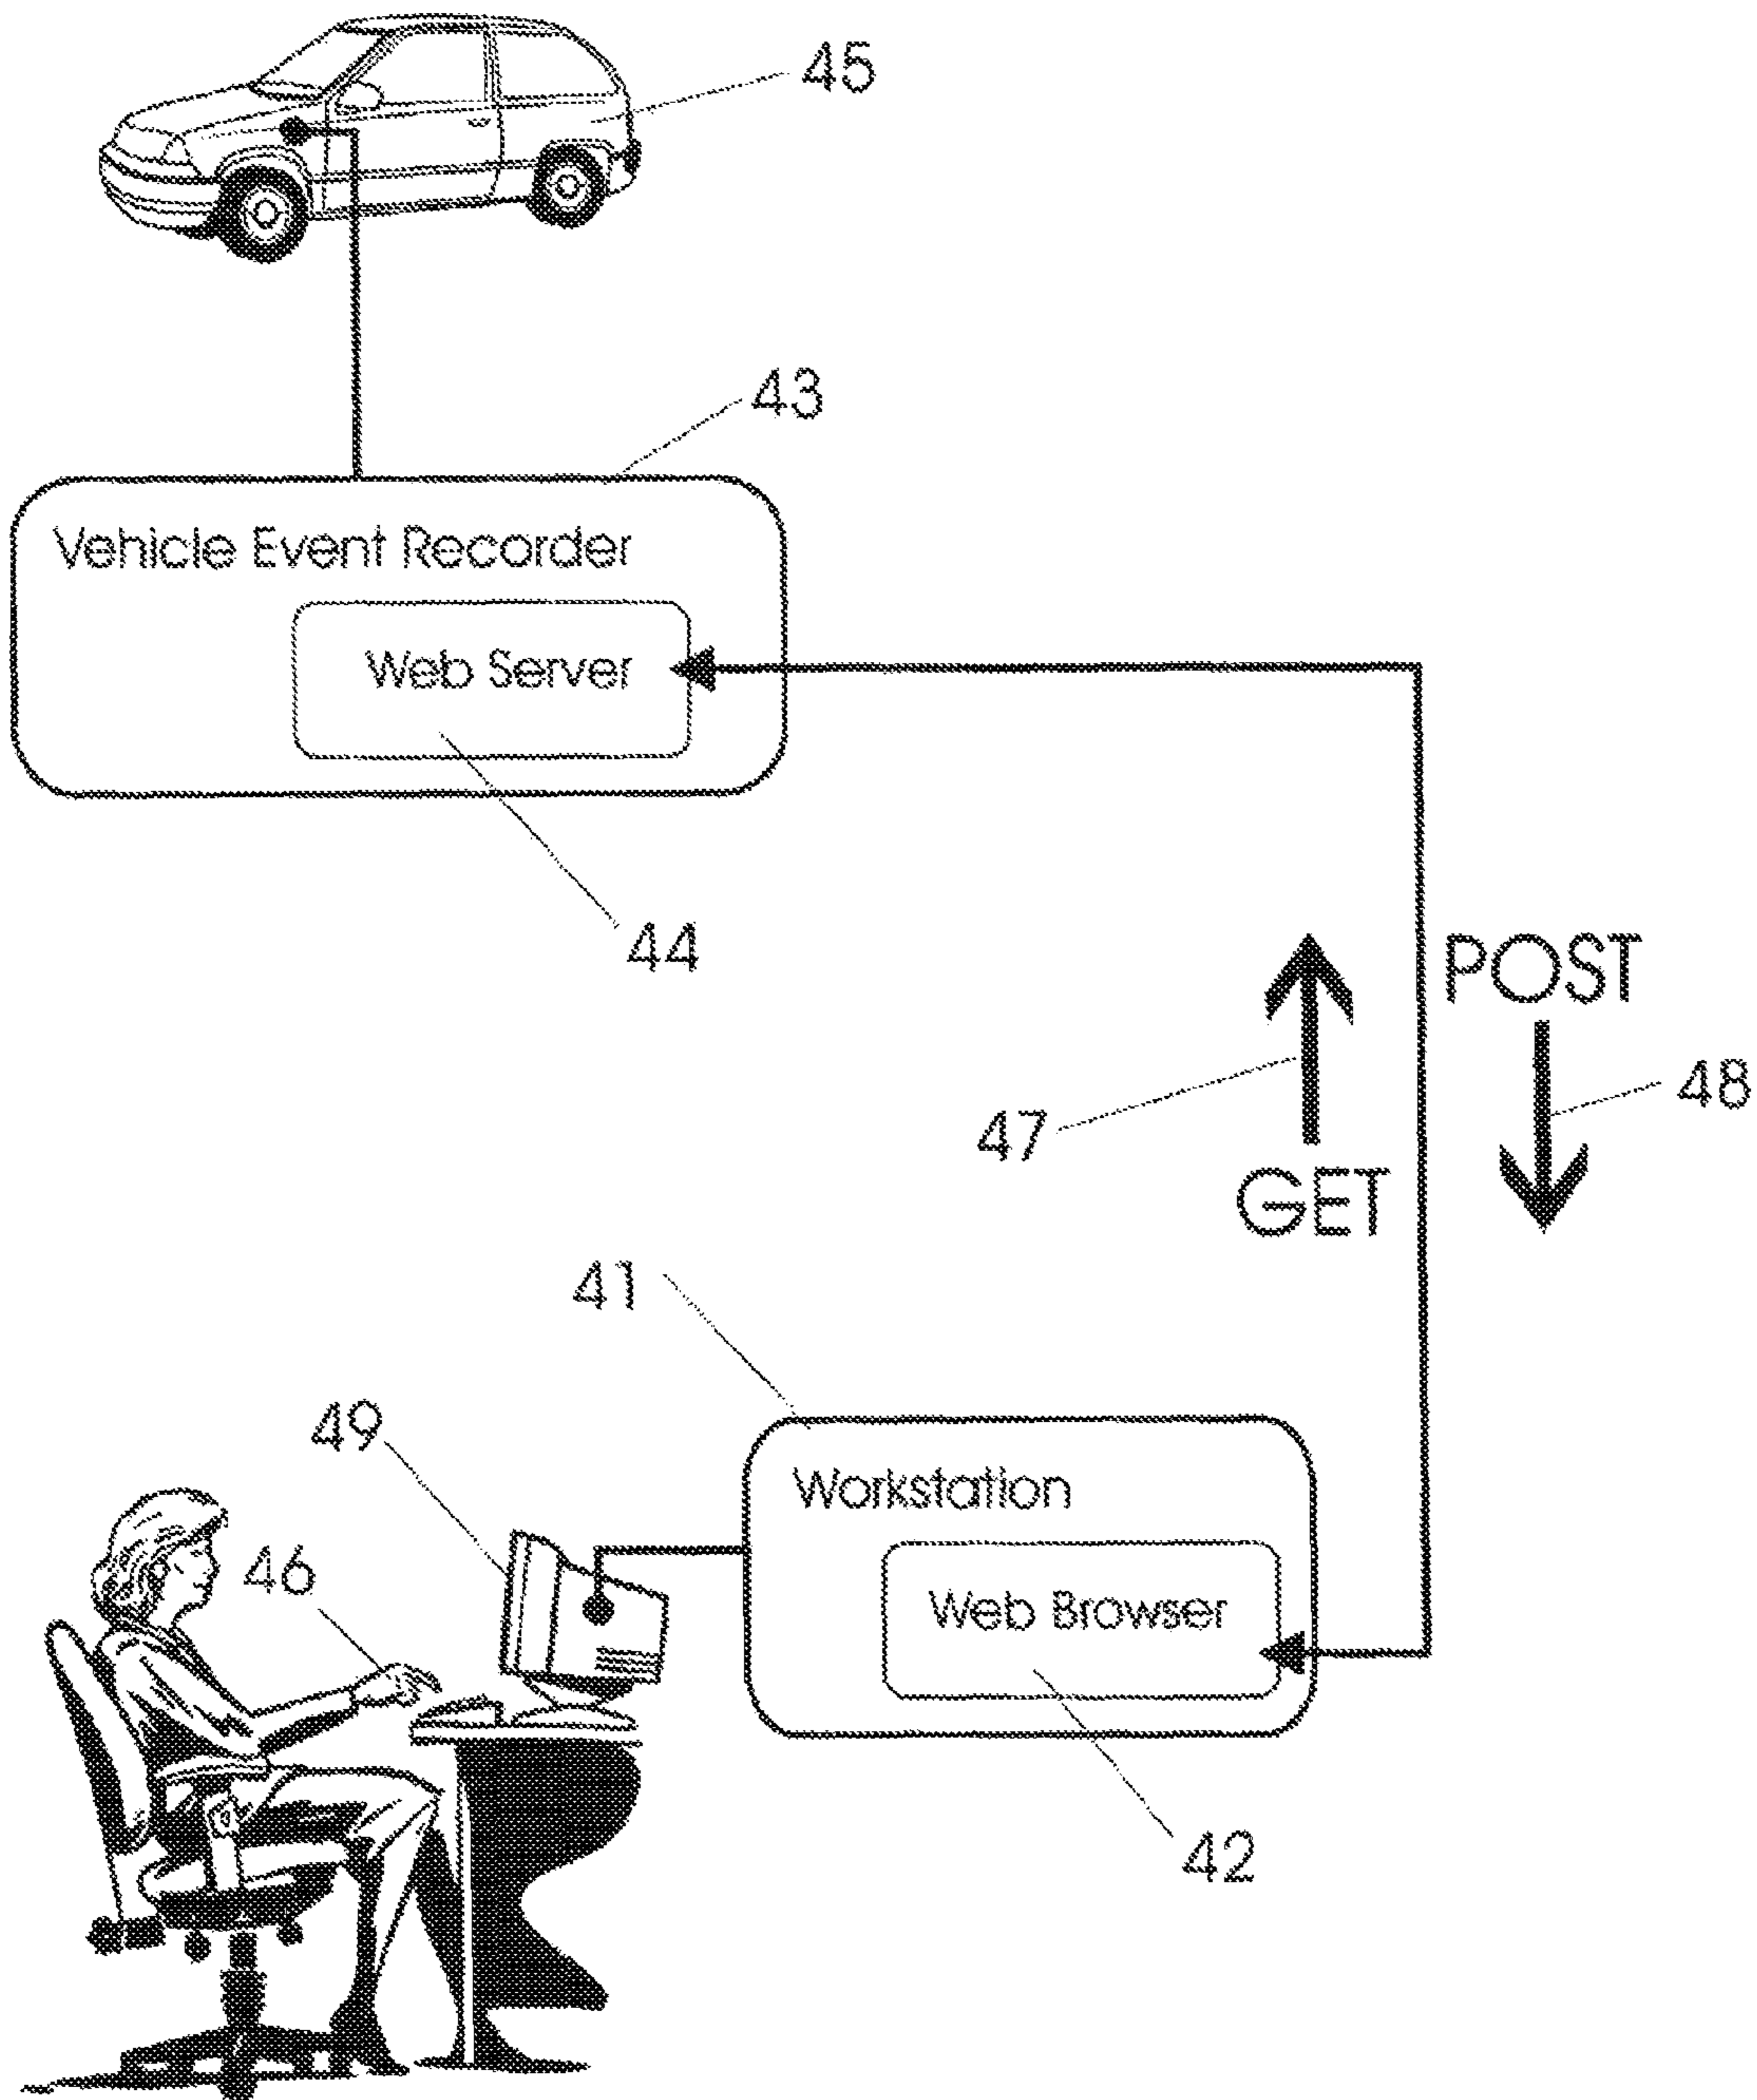 45
43
Vehicle Event Recorder
Web Server
44
POST
48
47
GET
41
49
Workstation
46
Web Browser
42